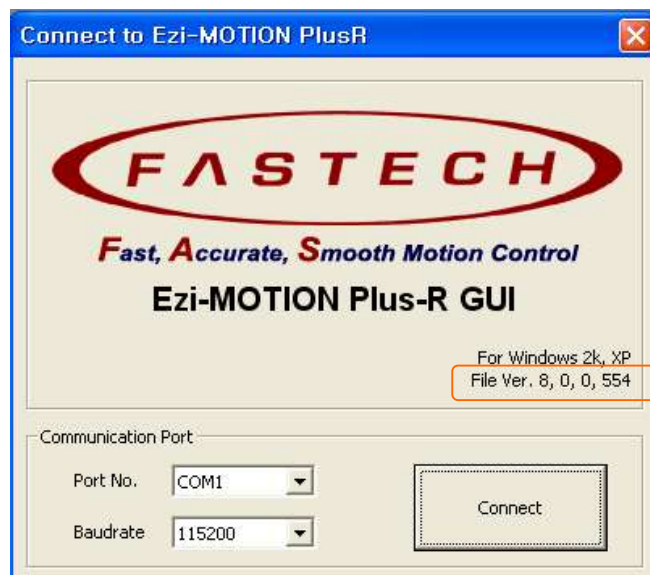 Connect to Ezi-MOTION PlusR
FASTECH
Fast, Accurate, Smooth Motion Control
Ezi-MOTION Plus-R GUI
For Windows 2k, XP
File Ver. 8, 0, 0, 554
Communication Port
Port No.
COM1
Baudrate
115200
Connect